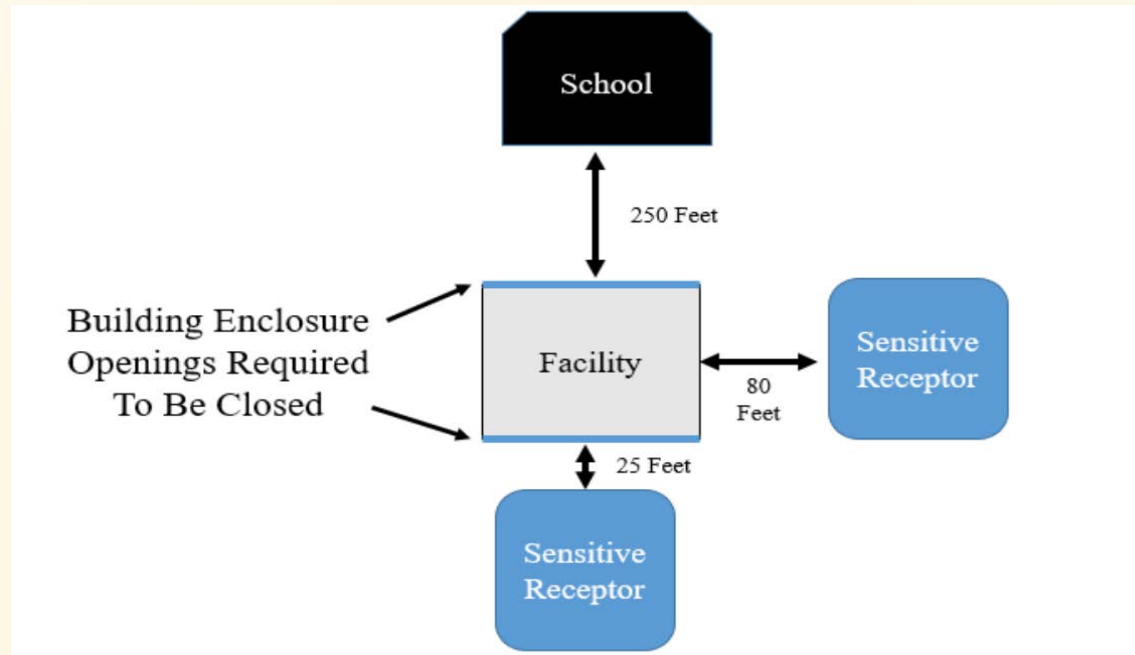 School
250 Feet
Building Enclosure
Openings Required
To Be Closed
Facility
80
Feet
Sensitive
Receptor
25 Feet
Sensitive
Receptor